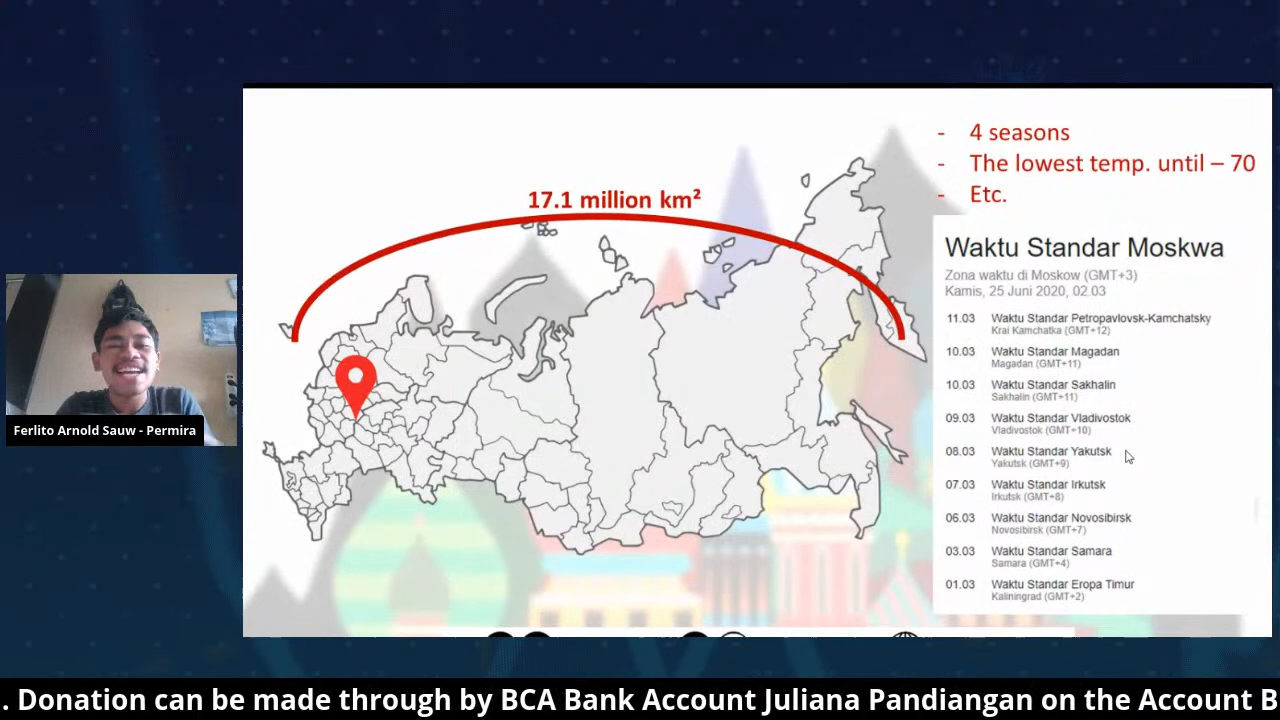 - 4 seasons
- The lowest temp. until – 70
- Etc.
17.1 million km²
Waktu Standar Moskwa
Zona waktu di Moskow (GMT+3)
Kamis, 25 Juni 2020, 02.03
11.03 Waktu Standar Petropavlovsk-Kamchatsky
Krai Kamchatka (GMT+12)
10.03 Waktu Standar Magadan
Magadan (GMT+11)
10.03 Waktu Standar Sakhalin
Sakhalin (GMT+11)
09.03 Waktu Standar Vladivostok
Vladivostok (GMT+10)
08.03 Waktu Standar Yakutsk
Yakutsk (GMT+9)
07.03 Waktu Standar Irkutsk
Irkutsk (GMT+8)
06.03 Waktu Standar Novosibirsk
Novosibirsk (GMT+7)
03.03 Waktu Standar Samara
Samara (GMT+4)
01.03 Waktu Standar Eropa Timur
Kaliningrad (GMT+2)
Ferlito Arnold Sauw - Permira
. Donation can be made through by BCA Bank Account Juliana Pandiangan on the Account B